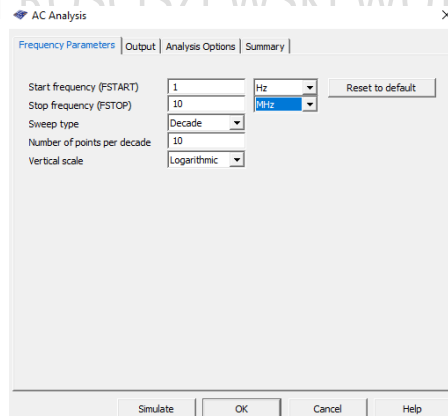 AC Analysis
Frequency Parameters Output Analysis Options Summary
Start frequency (FSTART) 1 Hz Reset to default
Stop frequency (FSTOP) 10 MHz
Sweep type Decade
Number of points per decade 10
Vertical scale Logarithmic
Simulate OK Cancel Help